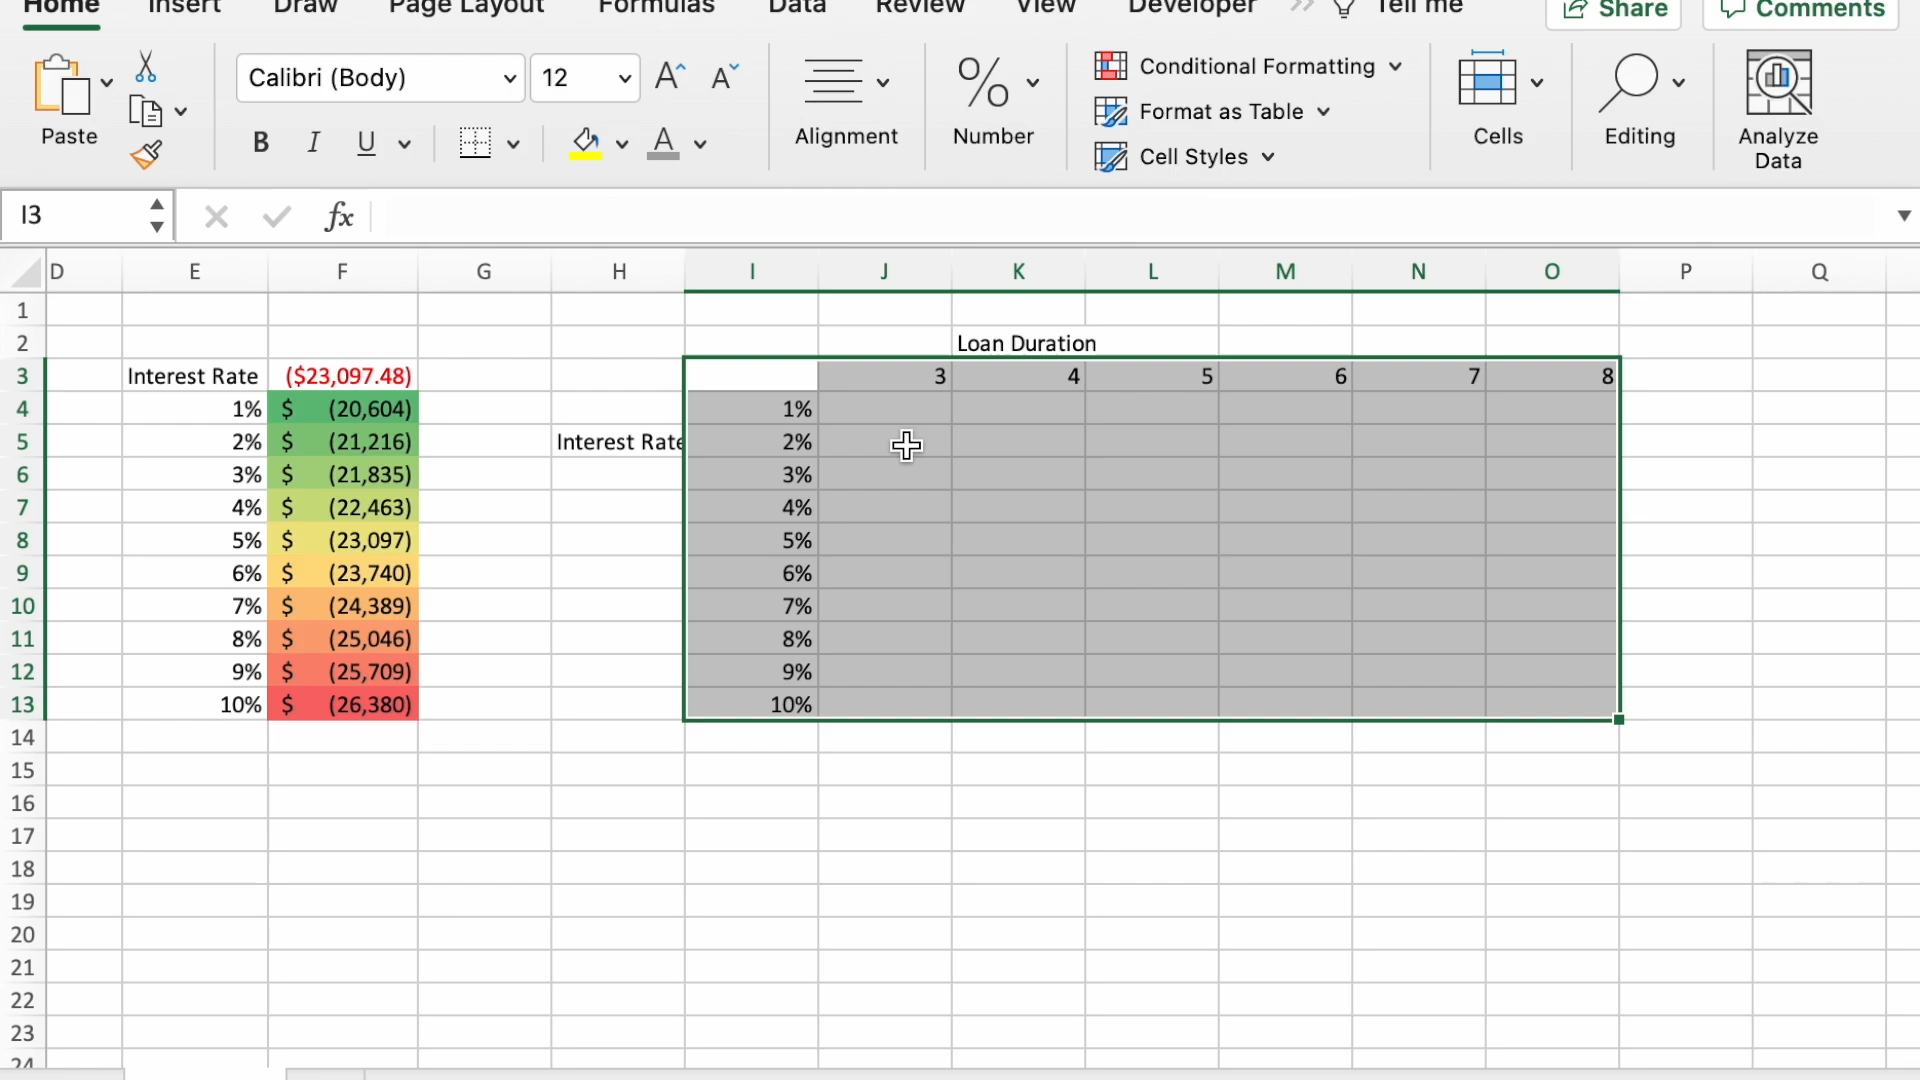 Home Insert Draw Page Layout Formulas Data Review View Developer >> Tell me Share Comments
Calibri (Body) 12 A A % Conditional Formatting
Format as Table
Paste Alignment Number Cells Editing Analyze Data
B I U A Cell Styles
I3 fx
D E F G H I J K L M N O P Q
1
2 Loan Duration
3 Interest Rate ($23,097.48) 3 4 5 6 7 8
4 1% $ (20,604) 1%
5 2% $ (21,216) Interest Rate 2%
6 3% $ (21,835) 3%
7 4% $ (22,463) 4%
8 5% $ (23,097) 5%
9 6% $ (23,740) 6%
10 7% $ (24,389) 7%
11 8% $ (25,046) 8%
12 9% $ (25,709) 9%
13 10% $ (26,380) 10%
14
15
16
17
18
19
20
21
22
23
24